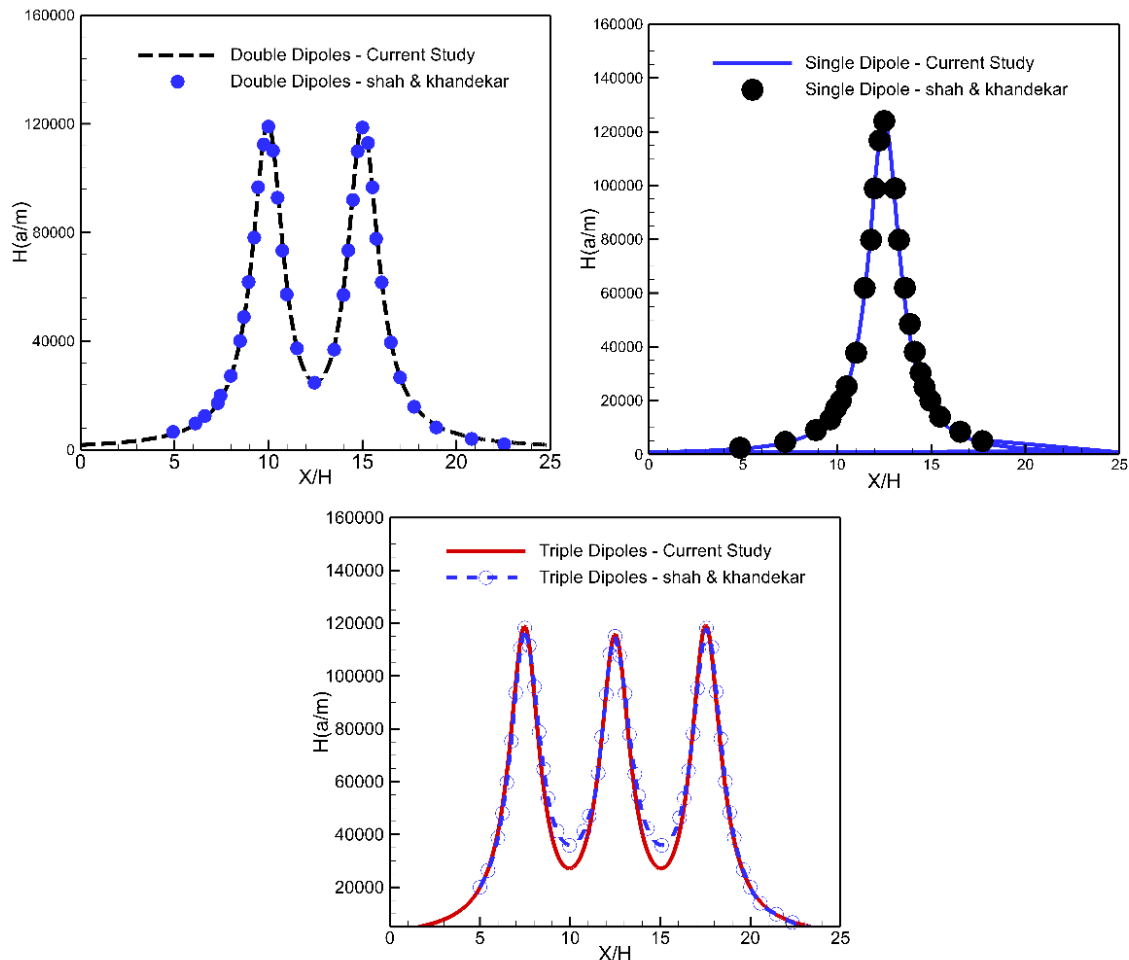 160000
Double Dipoles - Current Study
Double Dipoles - shah & khandekar
120000
80000
40000
0
H(a/m)
0 5 10 15 20 25
X/H
160000
Single Dipole - Current Study
Single Dipole - shah & khandekar
140000
120000
100000
80000
60000
40000
20000
0
H(a/m)
0 5 10 15 20 25
X/H
160000
Triple Dipoles - Current Study
Triple Dipoles - shah & khandekar
140000
120000
100000
80000
60000
40000
20000
H(a/m)
0 5 10 15 20 25
X/H